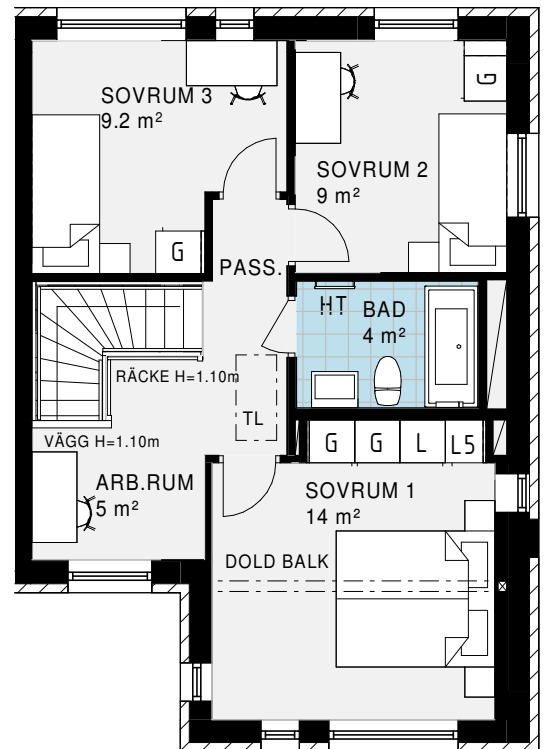 G
SOVRUM 3
9.2 m²
SOVRUM 2
9 m²
G
PASS.
HT
BAD
4 m²
RÄCKE H=1.10m
TL
VÄGG H=1.10m
G
G
L
L5
ARB.RUM
5 m²
SOVRUM 1
14 m²
DOLD BALK